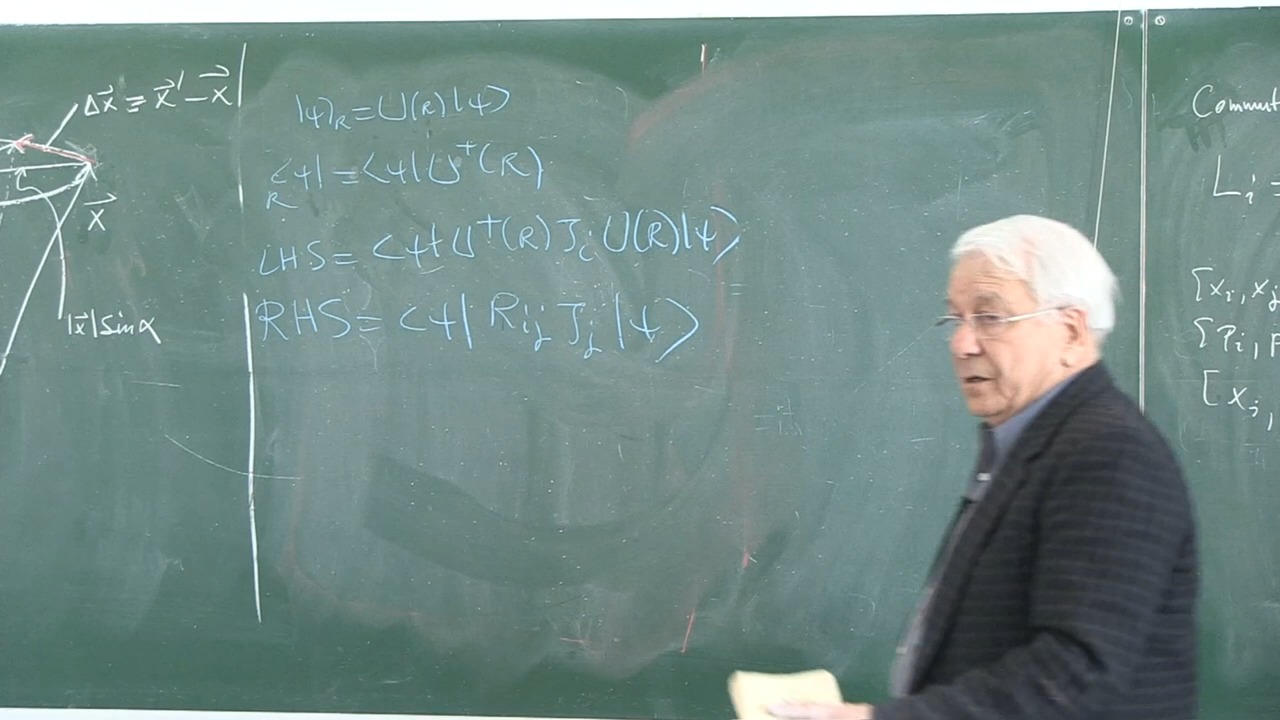 Δx⃗ ≡ x⃗' − x⃗
x⃗
|x⃗| sin α
|ψ⟩_R = U(R)|ψ⟩
_R⟨ψ| = ⟨ψ|U†(R)
LHS = ⟨ψ|U†(R) J_i U(R)|ψ⟩
RHS = ⟨ψ| R_ij J_j |ψ⟩
Commut
L_i =
[x_i, x_j
[P_i, P
[x_i,